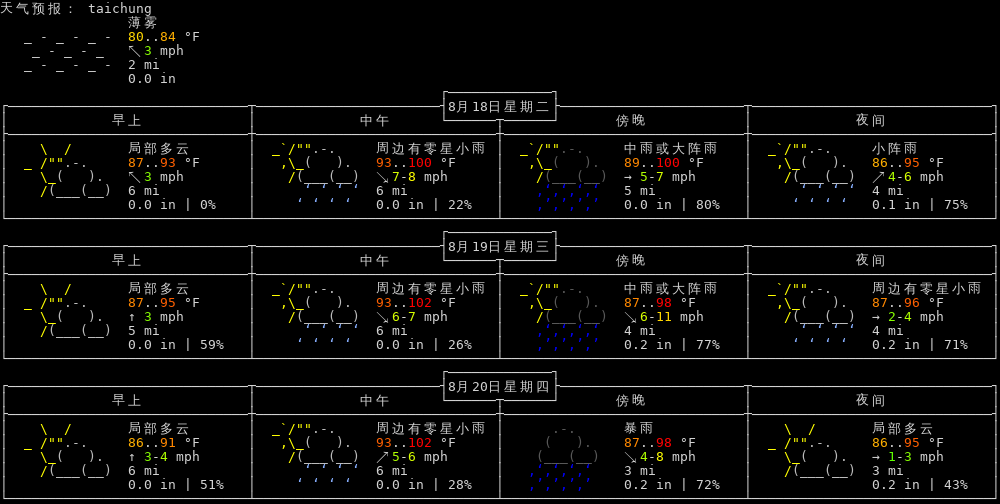 天气预报： taichung
薄雾
80..84 °F
↖ 3 mph
2 mi
0.0 in
8月18日星期二
早上 中午 傍晚 夜间
局部多云 周边有零星小雨 中雨或大阵雨 小阵雨
87..93 °F 93..100 °F 89..100 °F 86..95 °F
↖ 3 mph ↘ 7-8 mph → 5-7 mph ↗ 4-6 mph
6 mi 6 mi 5 mi 4 mi
0.0 in | 0% 0.0 in | 22% 0.0 in | 80% 0.1 in | 75%
8月19日星期三
早上 中午 傍晚 夜间
局部多云 周边有零星小雨 中雨或大阵雨 周边有零星小雨
87..95 °F 93..102 °F 87..98 °F 87..96 °F
↑ 3 mph ↘ 6-7 mph ↘ 6-11 mph → 2-4 mph
5 mi 6 mi 4 mi 4 mi
0.0 in | 59% 0.0 in | 26% 0.2 in | 77% 0.2 in | 71%
8月20日星期四
早上 中午 傍晚 夜间
局部多云 周边有零星小雨 暴雨 局部多云
86..91 °F 93..102 °F 87..98 °F 86..95 °F
↑ 3-4 mph ↗ 5-6 mph ↘ 4-8 mph → 1-3 mph
6 mi 6 mi 3 mi 3 mi
0.0 in | 51% 0.0 in | 28% 0.2 in | 72% 0.2 in | 43%